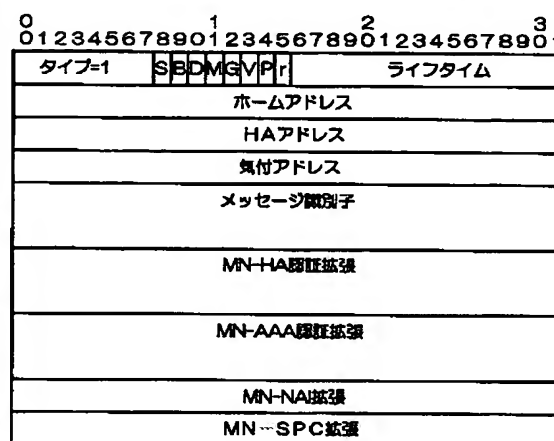 0 1 2 3
0123456789012345678901234567890 1
タイプ=1 S B D M G V P r ライフタイム
ホームアドレス
HAアドレス
気付アドレス
メッセージ識別子
MN-HA認証拡張
MN-AAA認証拡張
MN-NAI拡張
MN-SPC拡張